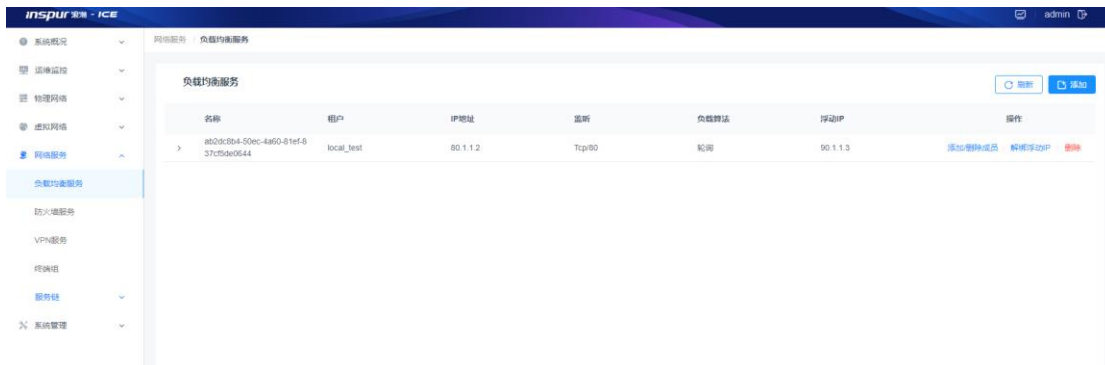 inspur 浪潮 - ICE
admin
系统概况
网络服务 / 负载均衡服务
运维监控
负载均衡服务
刷新
添加
物理网络
名称
租户
IP地址
监听
负载算法
浮动IP
操作
虚拟网络
ab2dc8b4-50ec-4a60-81ef-8
37cf5de0644
local_test
80.1.1.2
Tcp/80
轮询
90.1.1.3
添加/删除成员
解绑浮动IP
删除
网络服务
负载均衡服务
防火墙服务
VPN服务
终端组
服务链
系统管理